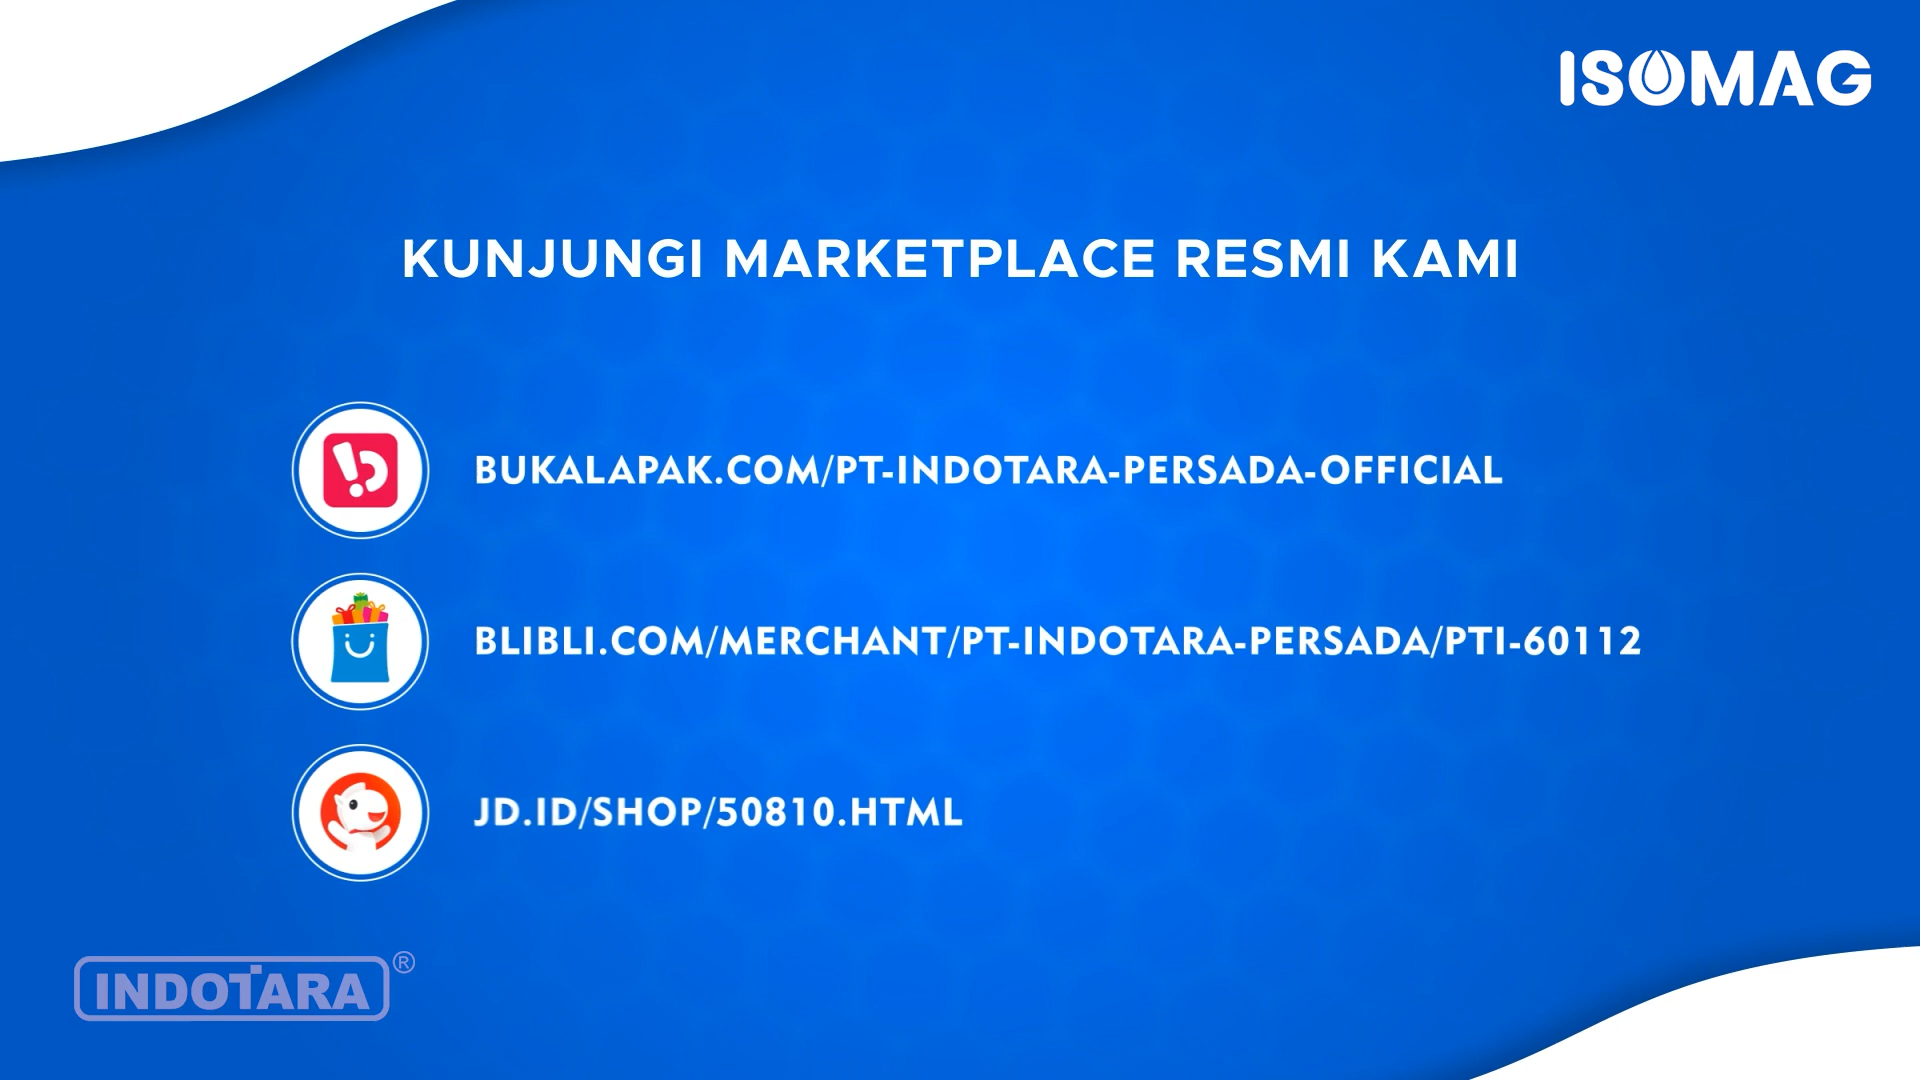 ISOMAG
KUNJUNGI MARKETPLACE RESMI KAMI
BUKALAPAK.COM/PT-INDOTARA-PERSADA-OFFICIAL
BLIBLI.COM/MERCHANT/PT-INDOTARA-PERSADA/PTI-60112
JD.ID/SHOP/50810.HTML
INDOTARA®